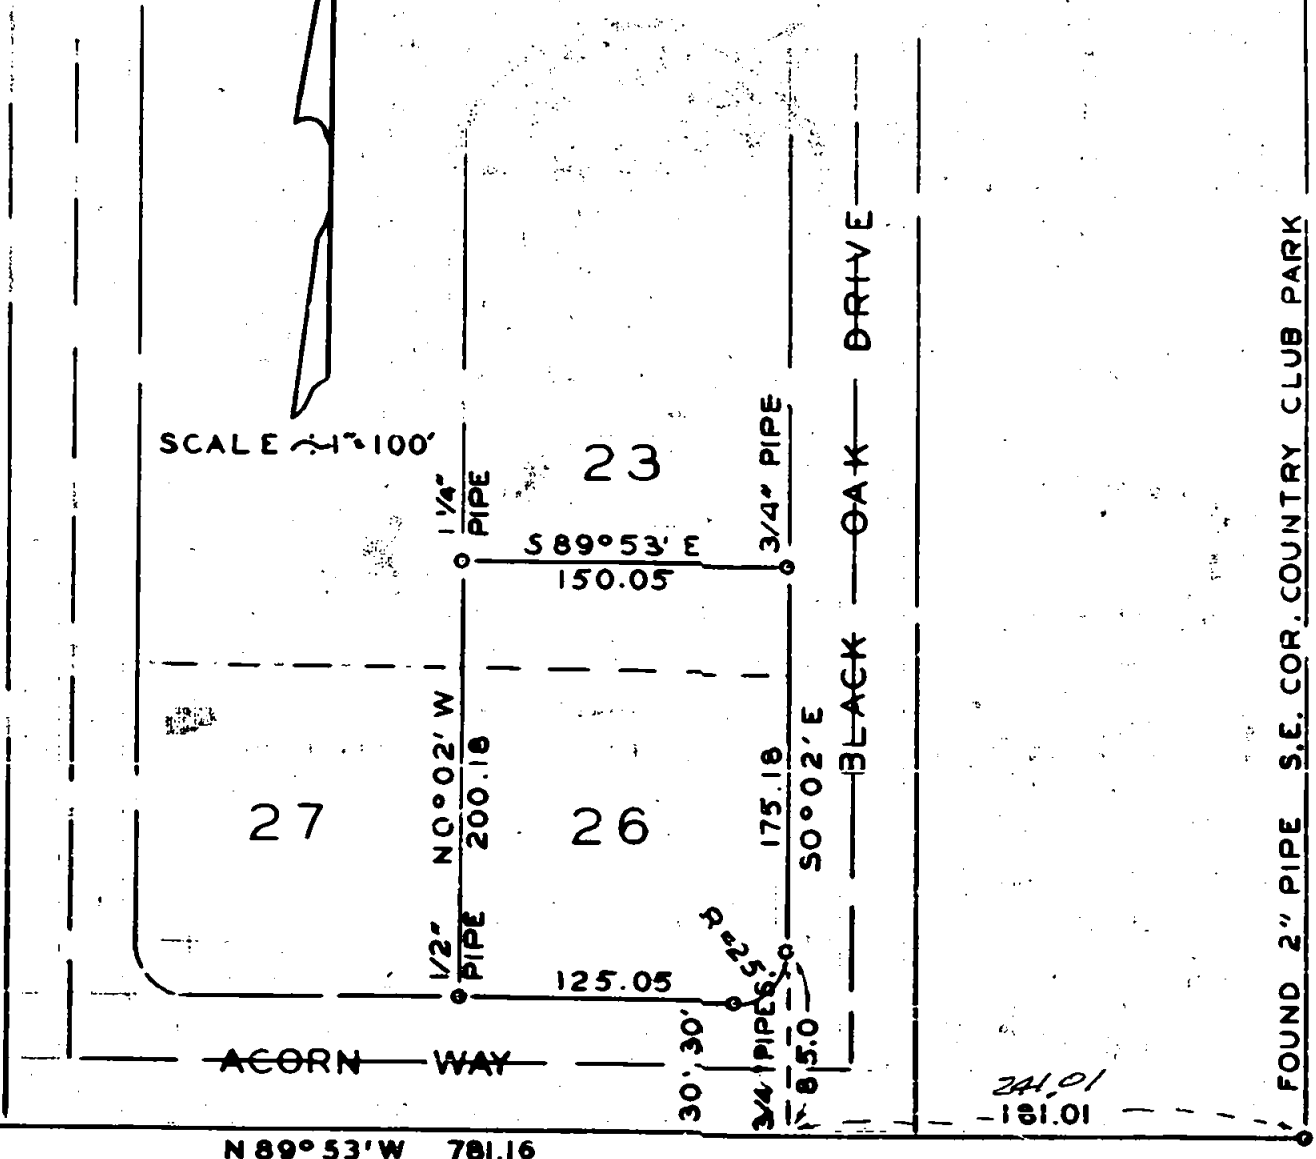 SCALE 1"=100'
23
1 1/4"
PIPE
3/4" PIPE
S 89° 53' E
150.05
BLACK OAK DRIVE
N 0° 02' W
200.18
175.18
S0° 02' E
27
26
1/2"
PIPE
125.05
R=25
3/4" PIPES
85.0
30', 30'
ACORN WAY
241.01
181.01
N 89° 53' W 781.16
FOUND 2" PIPE S.E. COR. COUNTRY CLUB PARK